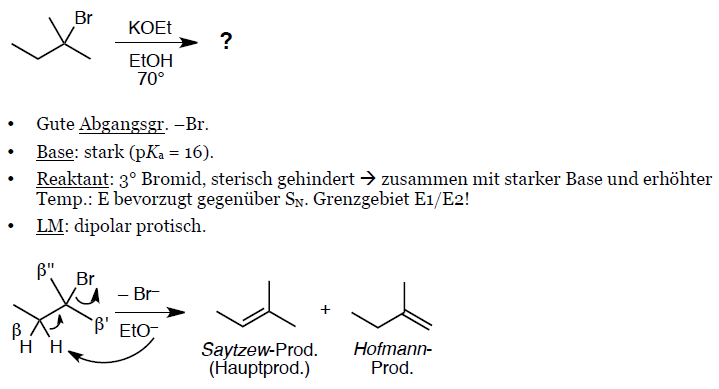 Br
KOEt
?
EtOH
70°
• Gute Abgangsgr. –Br.
• Base: stark (pKa = 16).
• Reaktant: 3° Bromid, sterisch gehindert → zusammen mit starker Base und erhöhter
Temp.: E bevorzugt gegenüber SN. Grenzgebiet E1/E2!
• LM: dipolar protisch.
β"
Br
– Br–
+
β
β'
EtO–
H H
Saytzew-Prod.
(Hauptprod.)
Hofmann-
Prod.